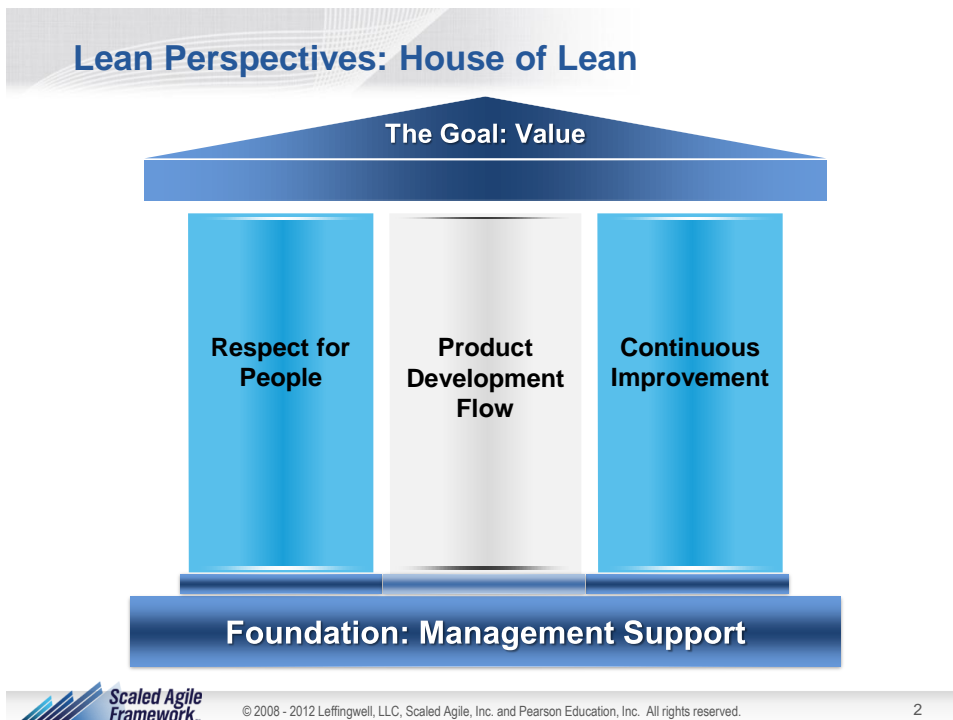 Lean Perspectives: House of Lean
The Goal: Value
Respect for
People
Product
Development
Flow
Continuous
Improvement
Foundation: Management Support
Scaled Agile
Framework™
© 2008 - 2012 Leffingwell, LLC, Scaled Agile, Inc. and Pearson Education, Inc. All rights reserved.
2